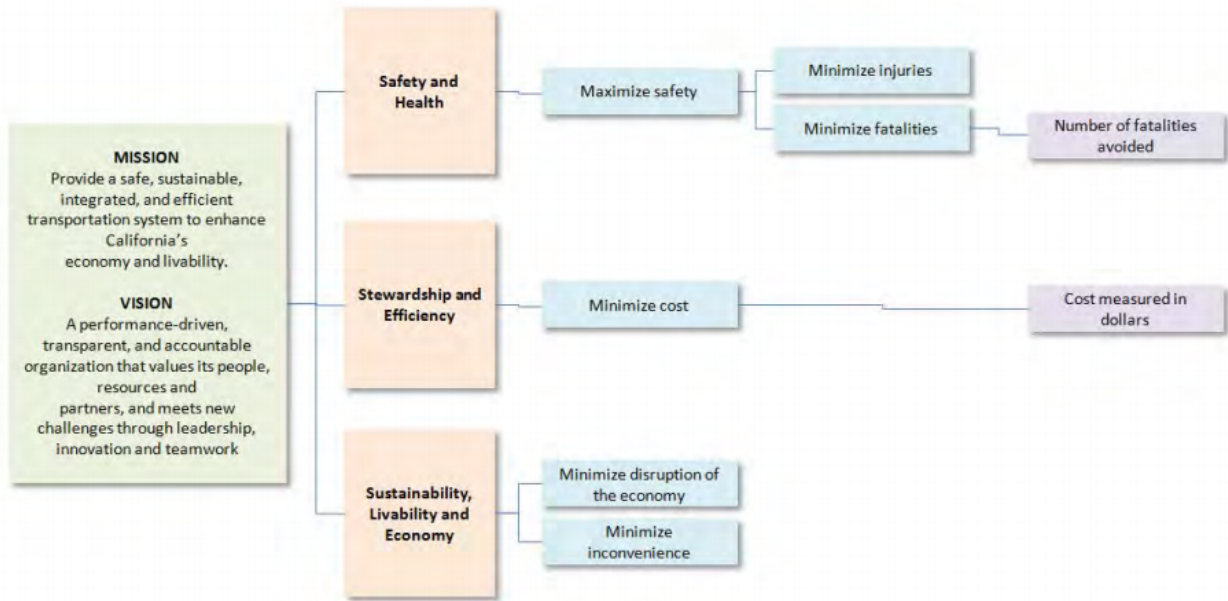 MISSION
Provide a safe, sustainable,
integrated, and efficient
transportation system to enhance
California's
economy and livability.
VISION
A performance-driven,
transparent, and accountable
organization that values its people,
resources and
partners, and meets new
challenges through leadership,
innovation and teamwork
Safety and
Health
Maximize safety
Minimize injuries
Minimize fatalities
Number of fatalities
avoided
Stewardship and
Efficiency
Minimize cost
Cost measured in
dollars
Sustainability,
Livability and
Economy
Minimize disruption of
the economy
Minimize
inconvenience